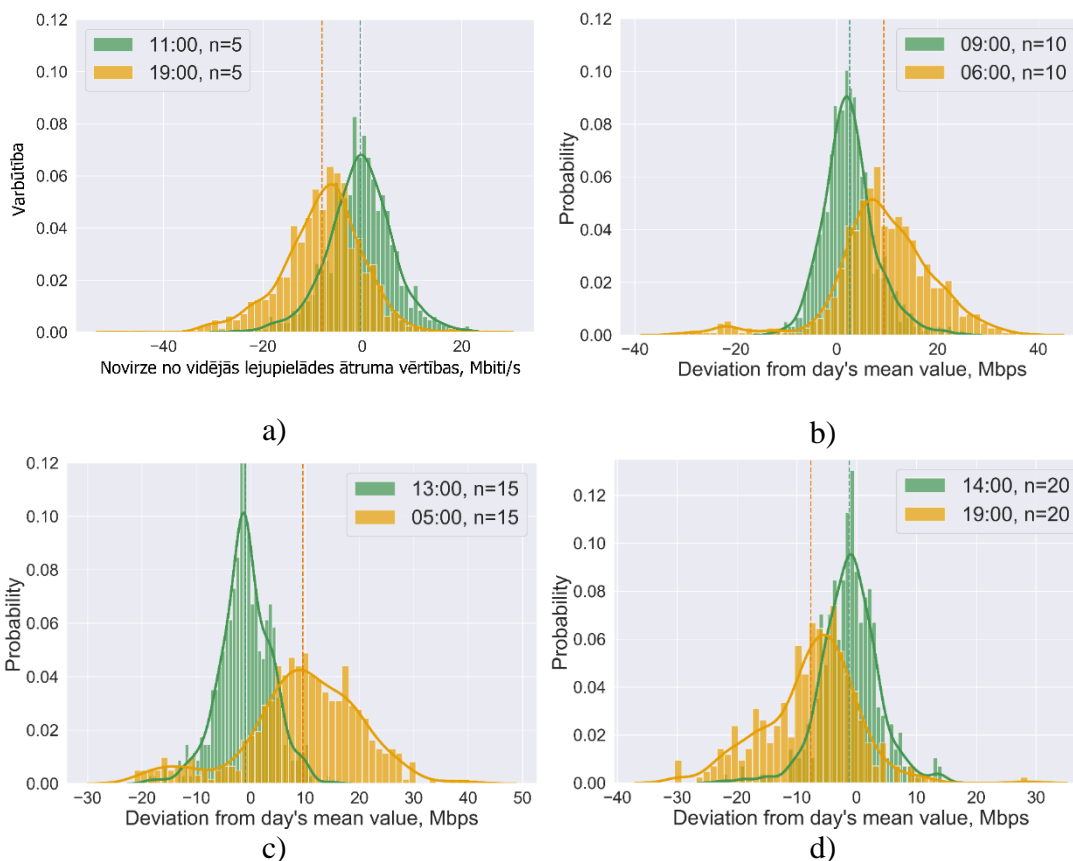 0.12
0.10
0.08
0.06
0.04
0.02
0.00
Varbūtība
11:00, n=5
19:00, n=5
−40
−20
0
20
Novirze no vidējās lejupielādes ātruma vērtības, Mbiti/s
a)
0.12
0.10
0.08
0.06
0.04
0.02
0.00
Probability
09:00, n=10
06:00, n=10
−40
−20
0
20
40
Deviation from day's mean value, Mbps
b)
0.12
0.10
0.08
0.06
0.04
0.02
0.00
Probability
13:00, n=15
05:00, n=15
−30
−20
−10
0
10
20
30
40
50
Deviation from day's mean value, Mbps
c)
0.12
0.10
0.08
0.06
0.04
0.02
0.00
Probability
14:00, n=20
19:00, n=20
−40
−30
−20
−10
0
10
20
30
Deviation from day's mean value, Mbps
d)